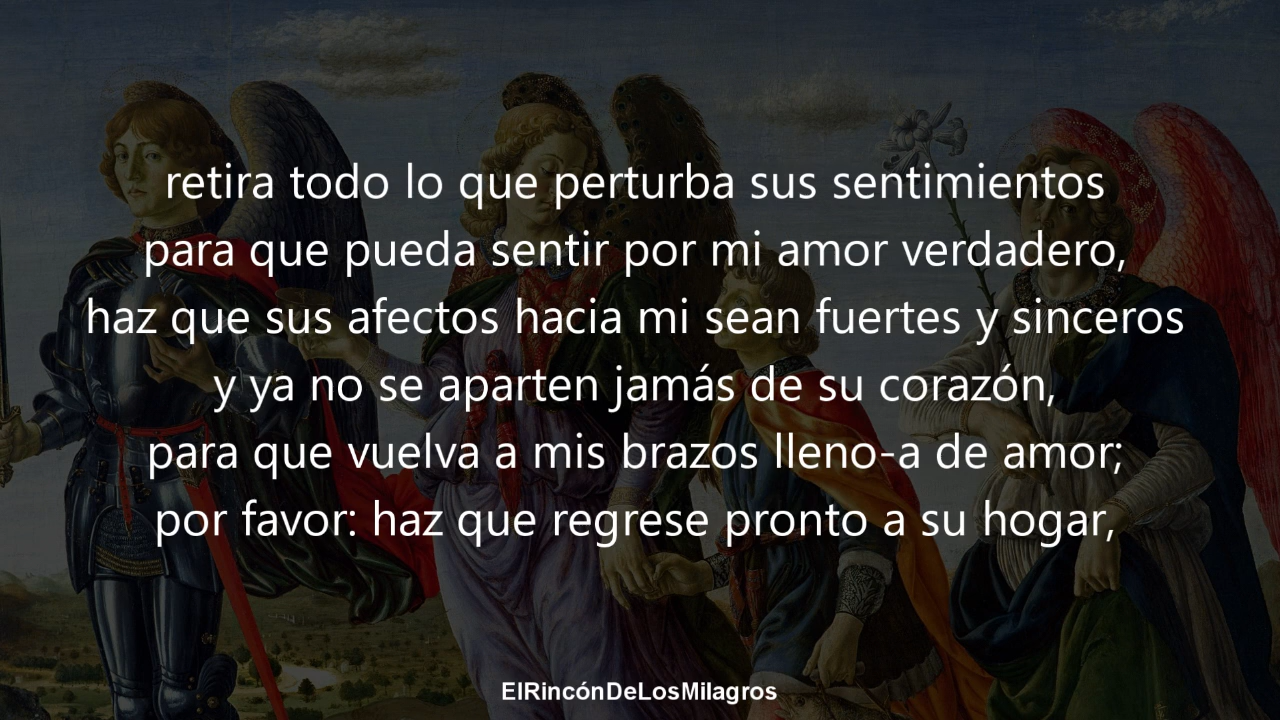 retira todo lo que perturba sus sentimientos
para que pueda sentir por mi amor verdadero,
haz que sus afectos hacia mi sean fuertes y sinceros
y ya no se aparten jamás de su corazón,
para que vuelva a mis brazos lleno-a de amor;
por favor: haz que regrese pronto a su hogar,
ElRincónDeLosMilagros